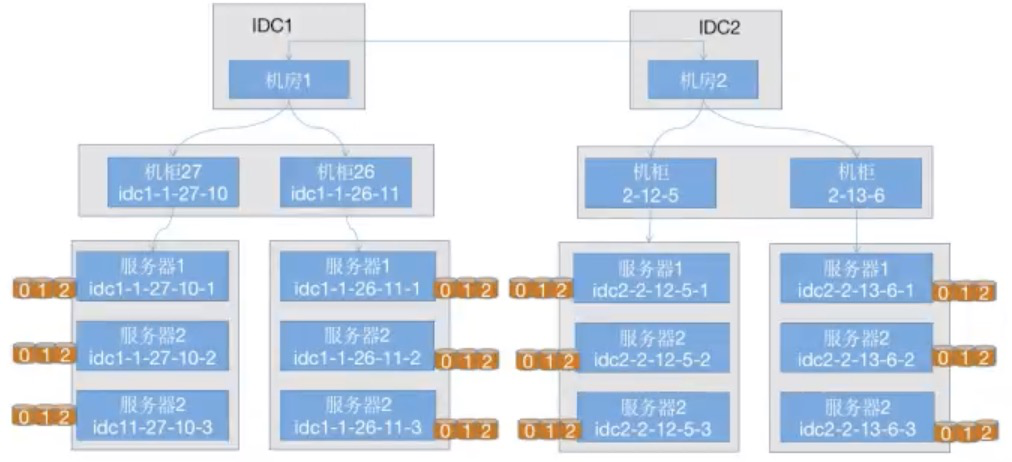 IDC1
IDC2
机房1
机房2
机柜27
idc1-1-27-10
机柜26
idc1-1-26-11
机柜
2-12-5
机柜
2-13-6
服务器1
idc1-1-27-10-1
0 1 2
服务器2
idc1-1-27-10-2
0 1 2
服务器2
idc11-27-10-3
0 1 2
服务器1
idc1-1-26-11-1
0 1 2
服务器2
idc1-1-26-11-2
0 1 2
服务器2
idc1-1-26-11-3
0 1 2
服务器1
idc2-2-12-5-1
0 1 2
服务器2
idc2-2-12-5-2
0 1 2
服务器2
idc2-2-12-5-3
0 1 2
服务器1
idc2-2-13-6-1
0 1 2
服务器2
idc2-2-13-6-2
0 1 2
服务器2
idc2-2-13-6-3
0 1 2